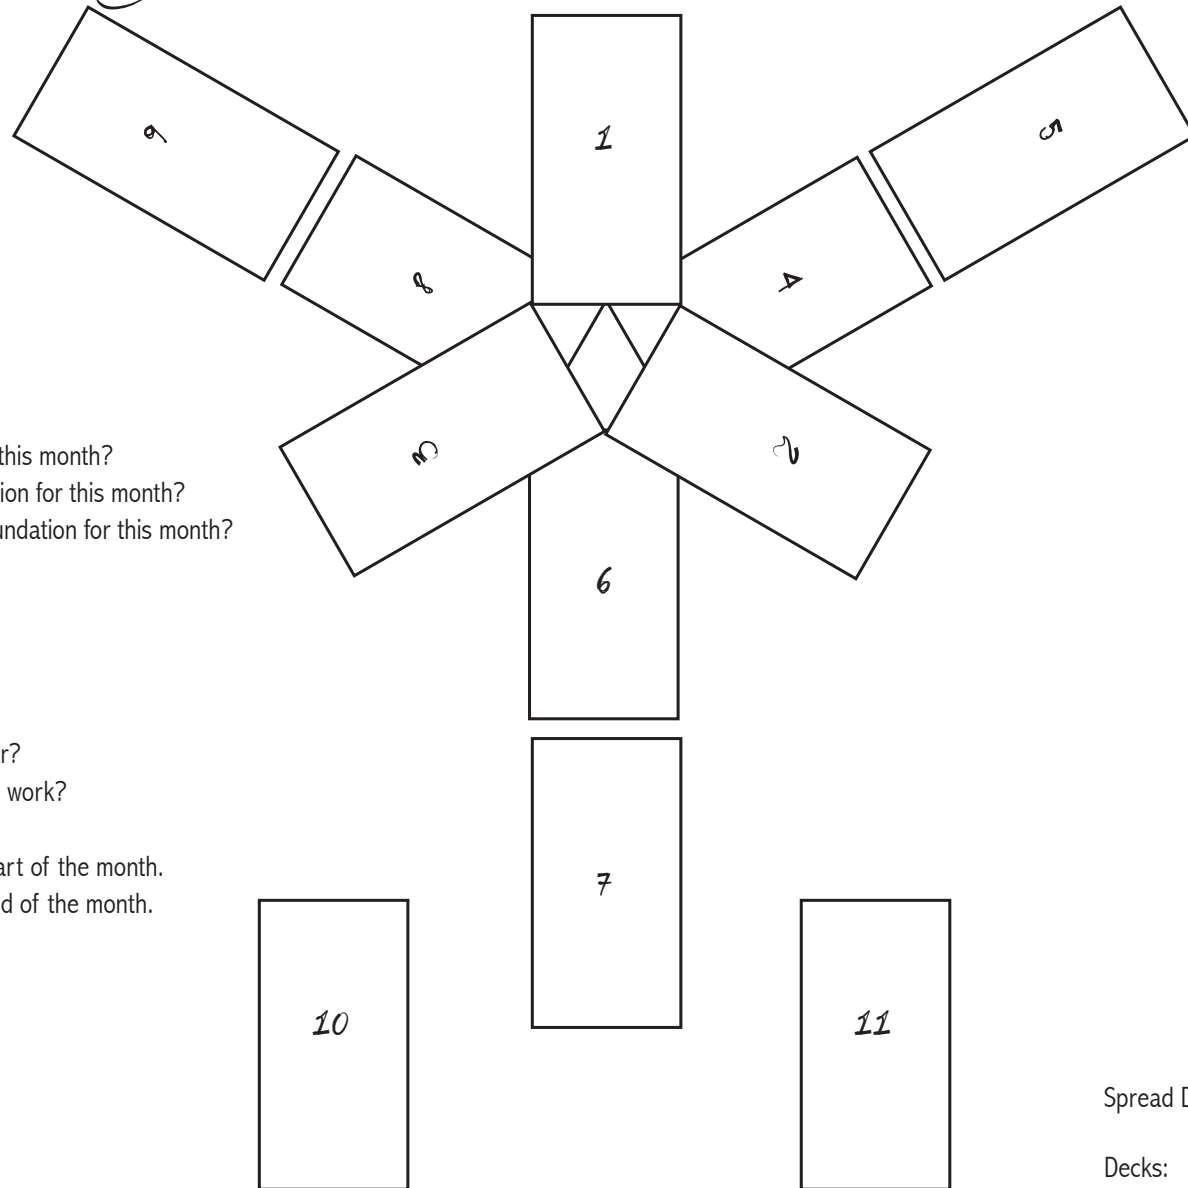 1
9
5
8
4
this month?
ion for this month?
undation for this month?
3
2
6
r?
work?
art of the month.
d of the month.
7
10
11
Spread D
Decks: